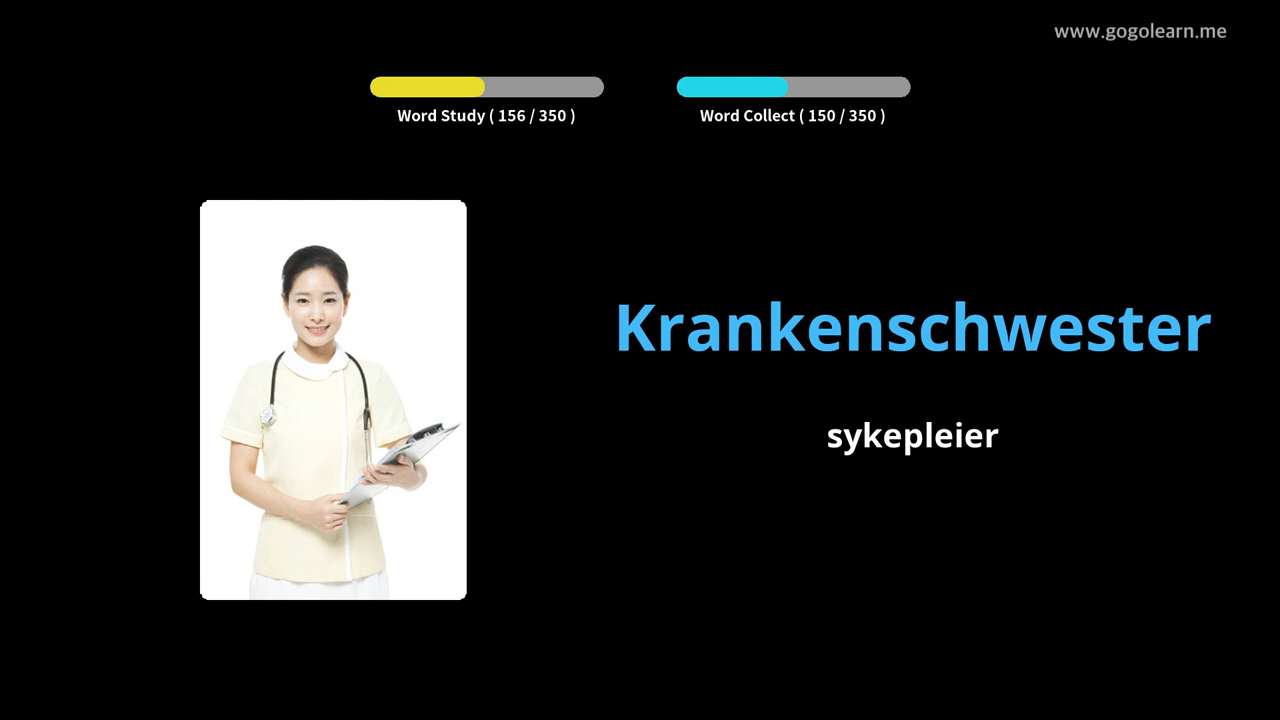 www.gogolearn.me
Word Study ( 156 / 350 )
Word Collect ( 150 / 350 )
Krankenschwester
sykepleier